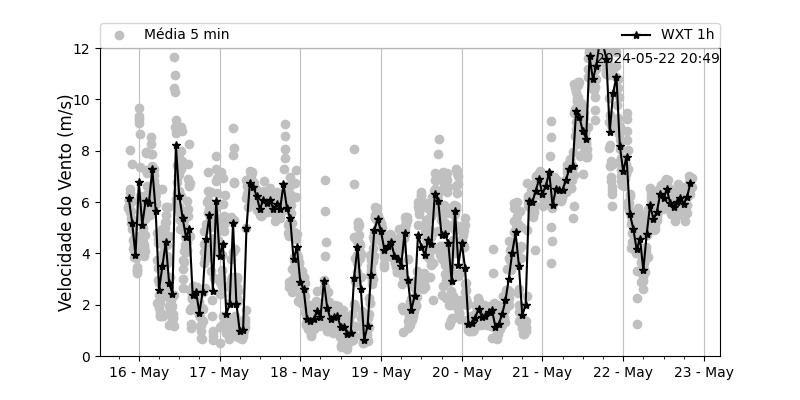 Média 5 min
WXT 1h
2024-05-22 20:49
Velocidade do Vento (m/s)
12
10
8
6
4
2
0
16 - May
17 - May
18 - May
19 - May
20 - May
21 - May
22 - May
23 - May